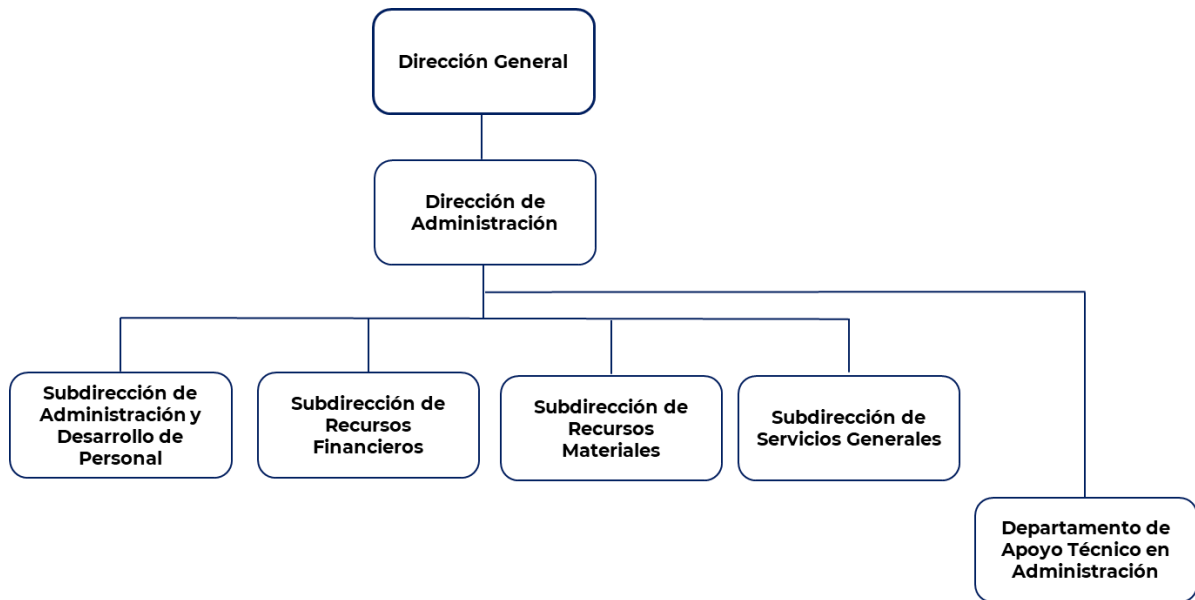 Dirección General
Dirección de
Administración
Subdirección de
Administración y
Desarrollo de
Personal
Subdirección de
Recursos
Financieros
Subdirección de
Recursos
Materiales
Subdirección de
Servicios Generales
Departamento de
Apoyo Técnico en
Administración